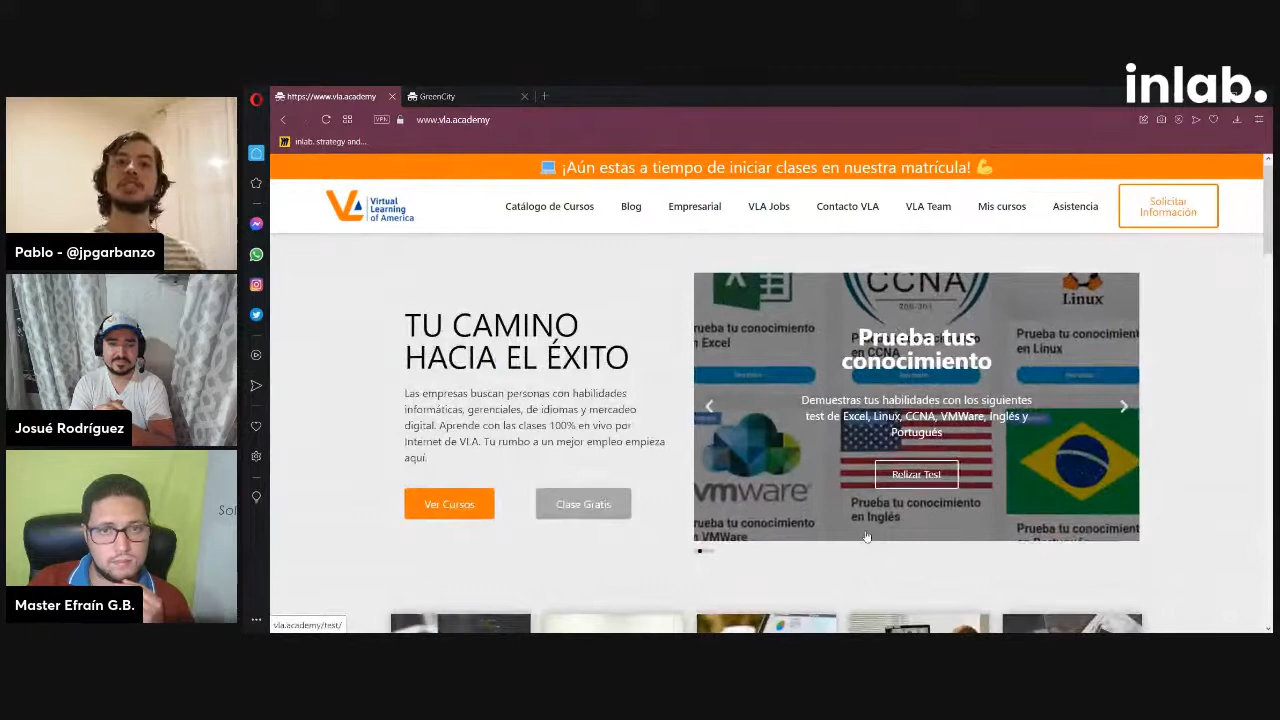 inlab.
https://www.vla.academy
GreenCity
VPN
www.vla.academy
inlab. strategy and...
💻 ¡Aún estas a tiempo de iniciar clases en nuestra matrícula! 💪
VL
Virtual
Learning
of America
Catálogo de Cursos
Blog
Empresarial
VLA Jobs
Contacto VLA
VLA Team
Mis cursos
Asistencia
Solicitar
Información
Pablo - @jpgarbanzo
Josué Rodríguez
Master Efraín G.B.
TU CAMINO
HACIA EL ÉXITO
Las empresas buscan personas con habilidades
informáticas, gerenciales, de idiomas y mercadeo
digital. Aprende con las clases 100% en vivo por
Internet de VLA. Tu rumbo a un mejor empleo empieza
aquí.
Ver Cursos
Clase Gratis
CCNA
Linux
rueba tu conocimiento
en Excel
Prueba tu conocimiento
en Linux
Prueba tus
conocimiento
Demuestras tus habilidades con los siguientes
test de Excel, Linux, CCNA, VMWare, Inglés y
Portugués
Relizar Test
vmware
rueba tu conocimiento
en VMWare
Prueba tu conocimiento
en Inglés
Prueba tu conocimiento
vla.academy/test/